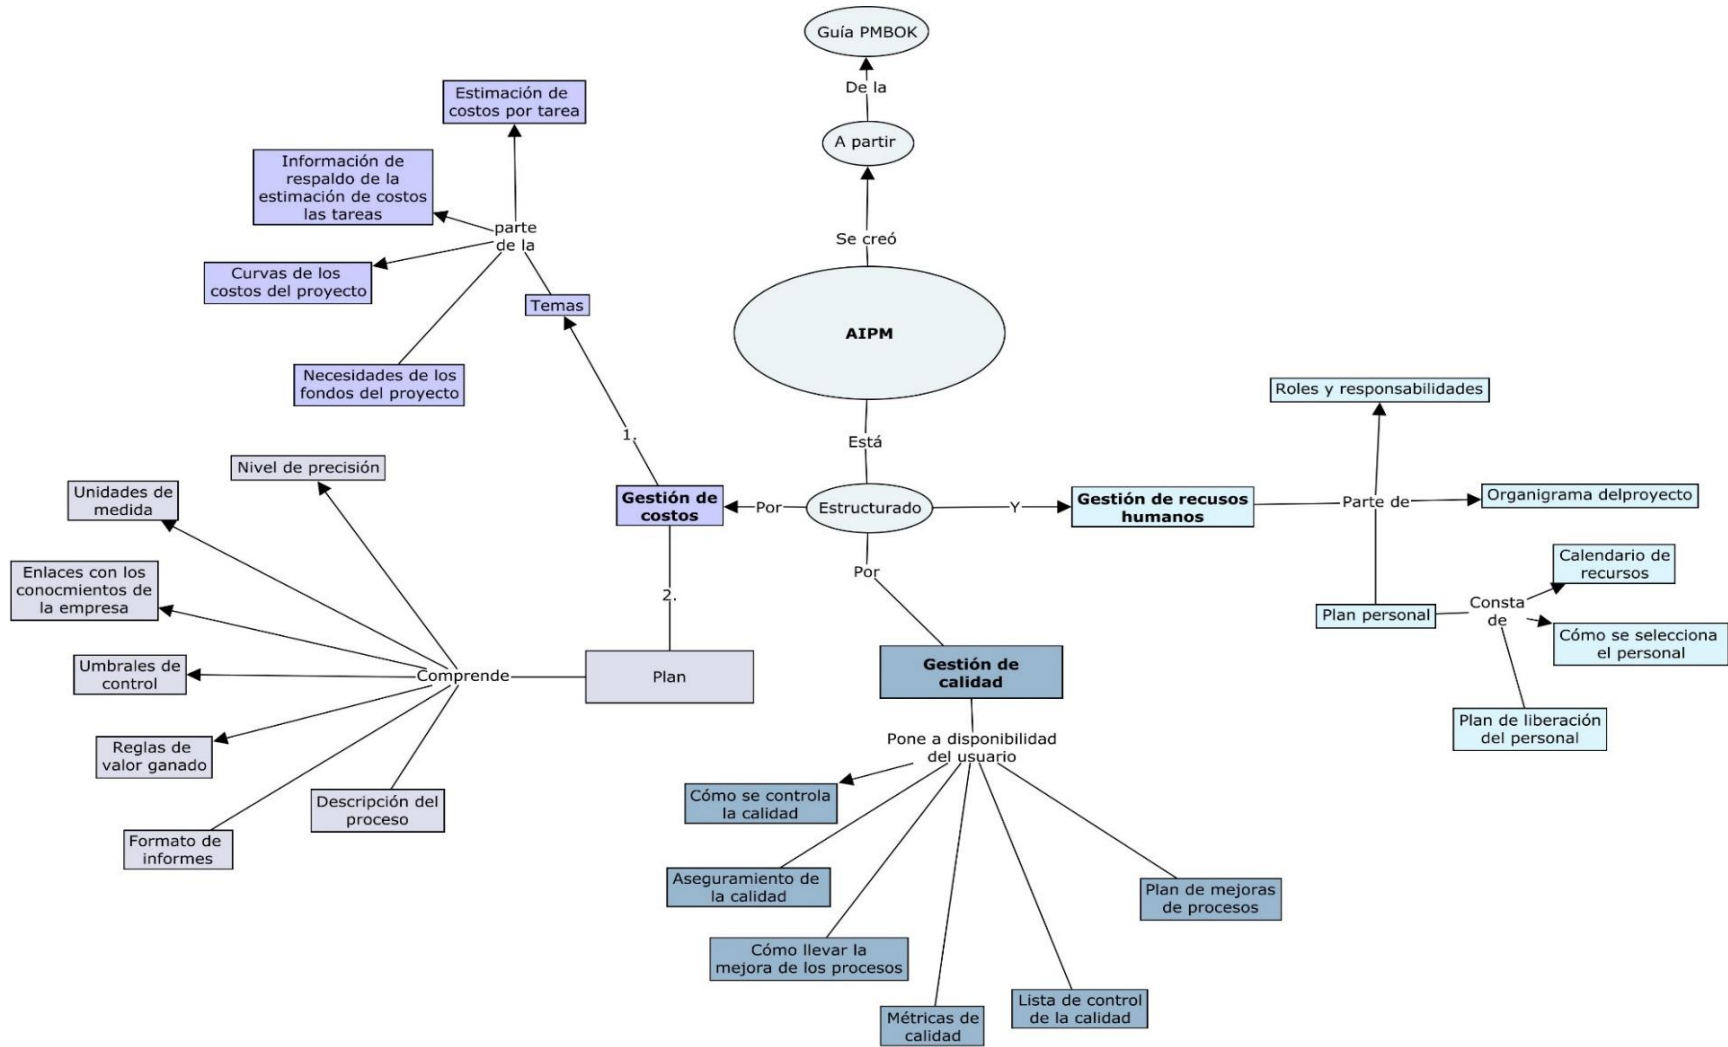 Guía PMBOK
De la
A partir
Se creó
AIPM
Está
Estructurado
Por
Gestión de
costos
1.
Temas
parte
de la
Estimación de
costos por tarea
Información de
respaldo de la
estimación de costos
las tareas
Curvas de los
costos del proyecto
Necesidades de los
fondos del proyecto
2.
Plan
Comprende
Nivel de precisión
Unidades de
medida
Enlaces con los
conocmientos de
la empresa
Umbrales de
control
Reglas de
valor ganado
Formato de
informes
Descripción del
proceso
Por
Gestión de
calidad
Pone a disponibilidad
del usuario
Cómo se controla
la calidad
Aseguramiento de
la calidad
Cómo llevar la
mejora de los procesos
Métricas de
calidad
Lista de control
de la calidad
Plan de mejoras
de procesos
Y
Gestión de recusos
humanos
Parte de
Roles y responsabilidades
Organigrama delproyecto
Plan personal
Consta
de
Calendario de
recursos
Cómo se selecciona
el personal
Plan de liberación
del personal